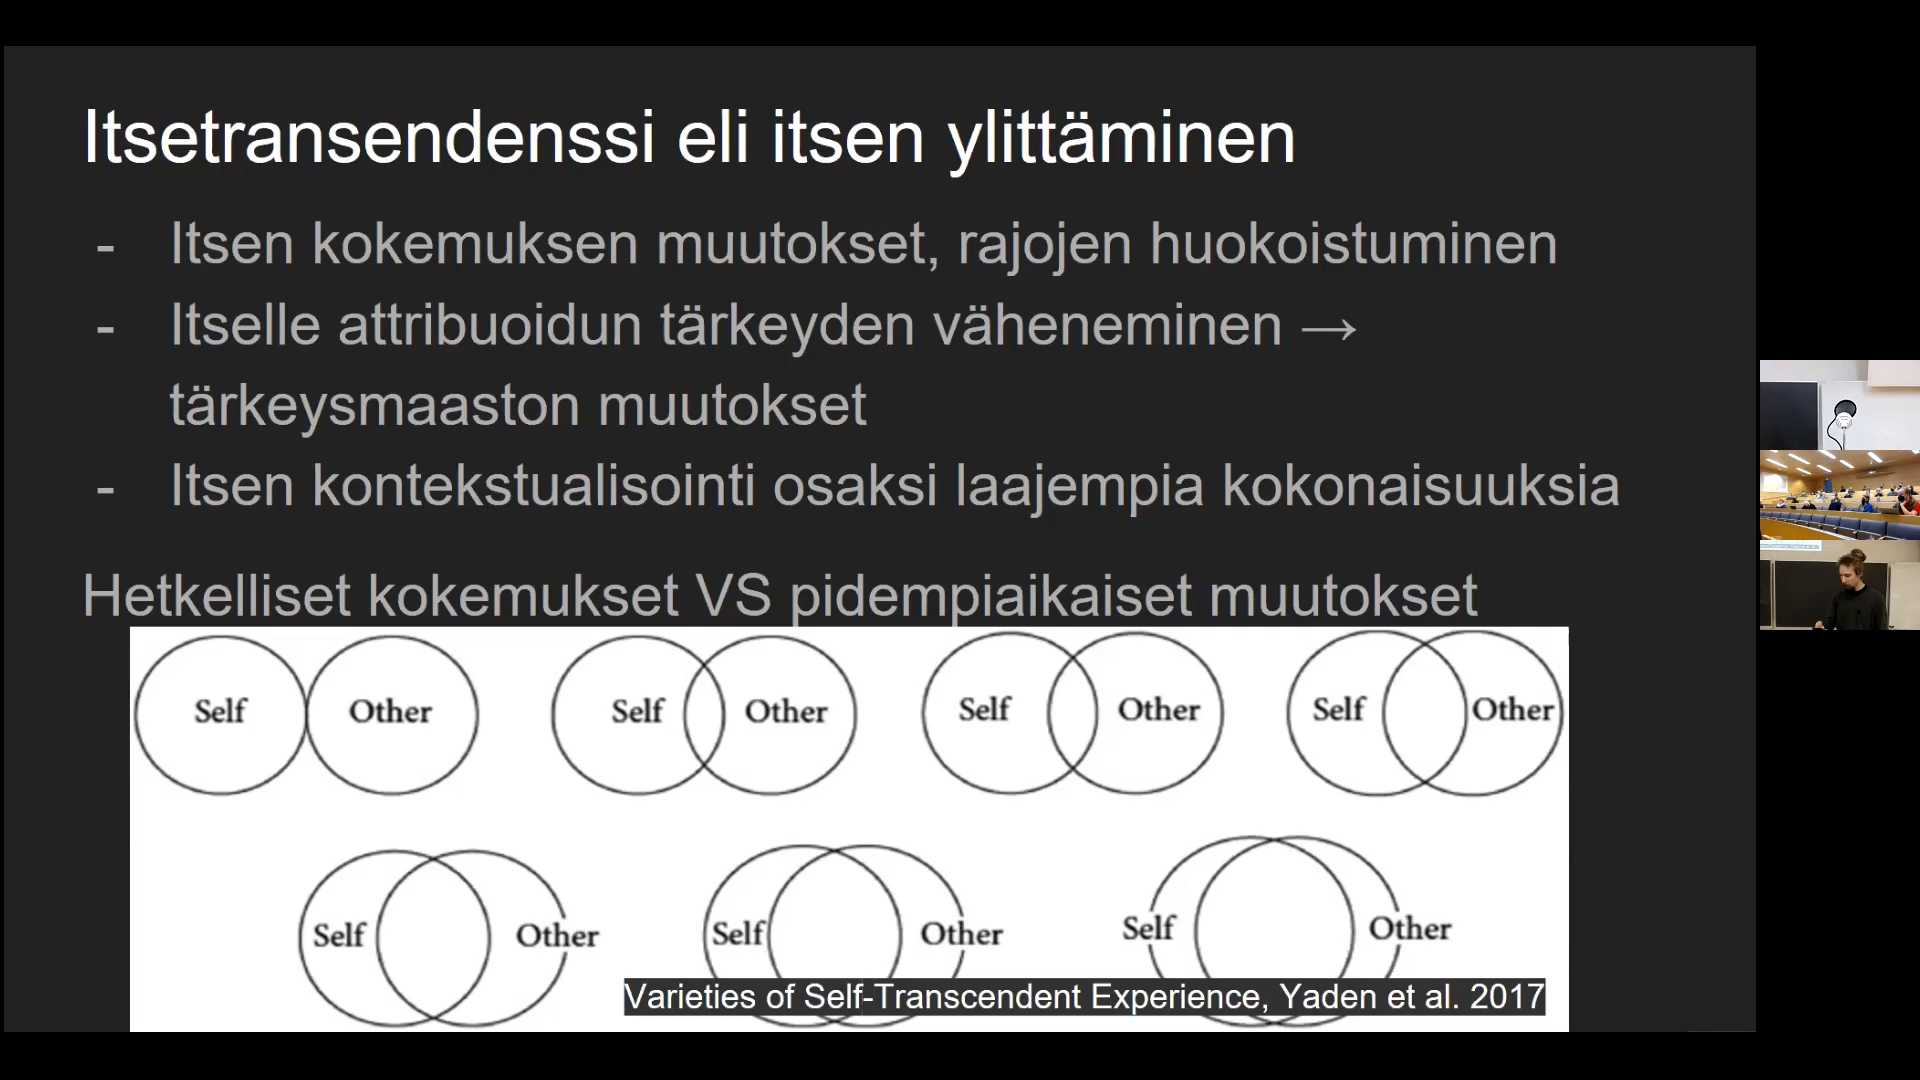 Itsetransendenssi eli itsen ylittäminen
- Itsen kokemuksen muutokset, rajojen huokoistuminen
- Itselle attribuoidun tärkeyden väheneminen →
tärkeysmaaston muutokset
- Itsen kontekstualisointi osaksi laajempia kokonaisuuksia
Hetkelliset kokemukset VS pidempiaikaiset muutokset
Self Other Self Other Self Other Self Other
Self Other Self Other Self Other
Varieties of Self-Transcendent Experience, Yaden et al. 2017